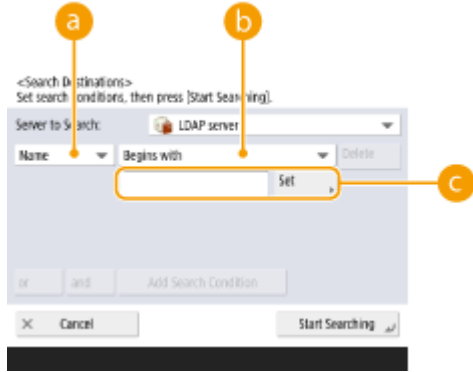 a b
<Search Destinations>
Set search conditions, then press [Start Searching].
Server to Search: LDAP server
Name Begins with Delete
Set
c
or and Add Search Condition
× Cancel Start Searching